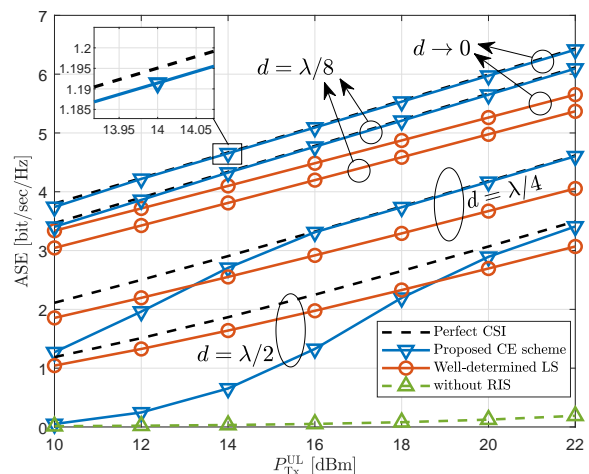 7
6
5
4
3
2
1
0
ASE [bit/sec/Hz]
1.2
1.195
1.19
1.185
13.95 14 14.05
d = λ/8
d → 0
d = λ/4
d = λ/2
Perfect CSI
Proposed CE scheme
Well-determined LS
without RIS
10 12 14 16 18 20 22
P_Tx^UL [dBm]